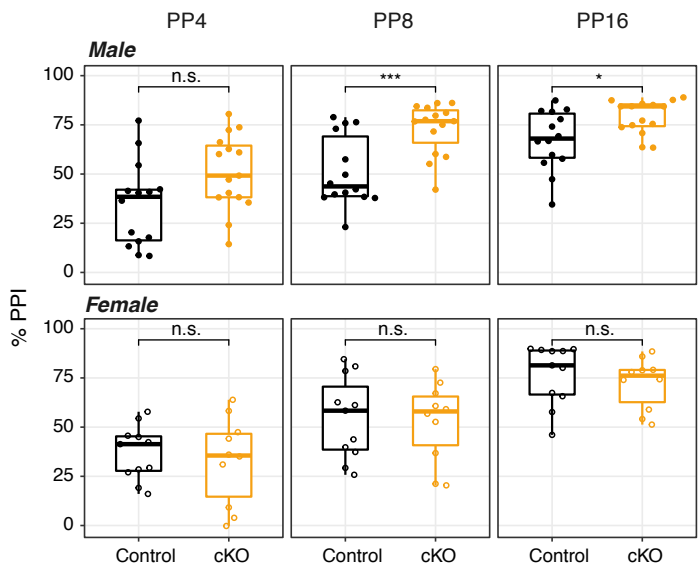 PP4 PP8 PP16
Male
100 n.s. *** *
75
50
25
0
% PPI
Female
100 n.s. n.s. n.s.
75
50
25
0
Control cKO Control cKO Control cKO